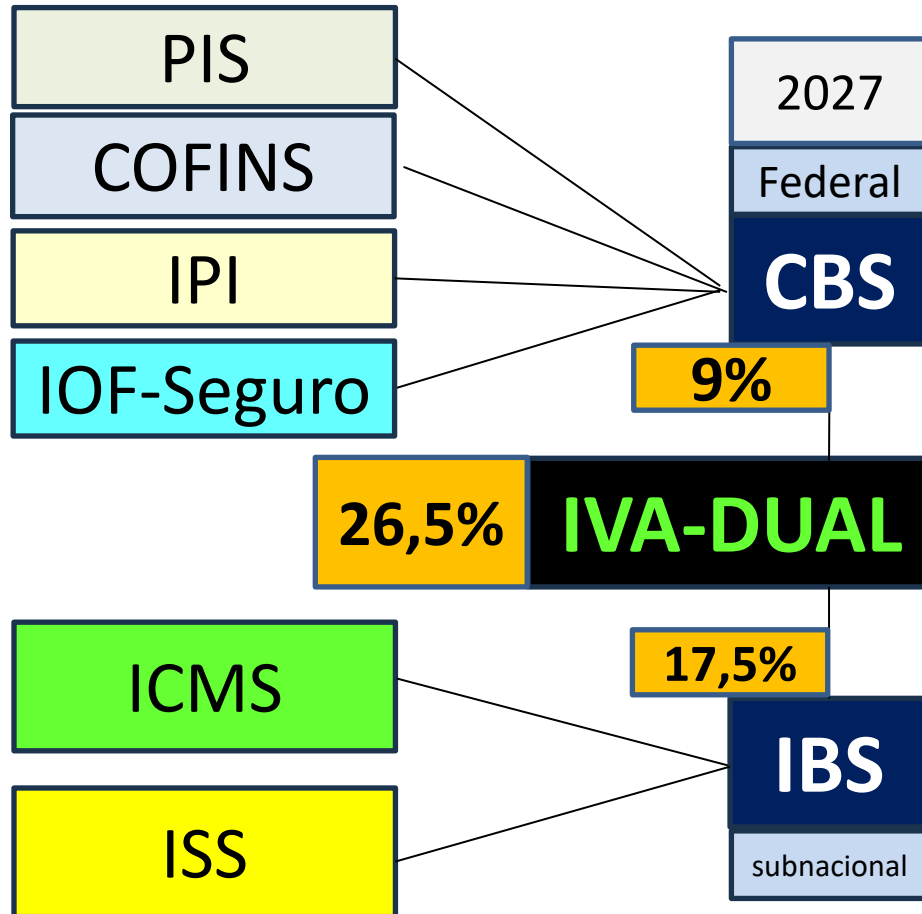 PIS
COFINS
IPI
IOF-Seguro
2027
Federal
CBS
9%
26,5%
IVA-DUAL
17,5%
ICMS
ISS
IBS
subnacional